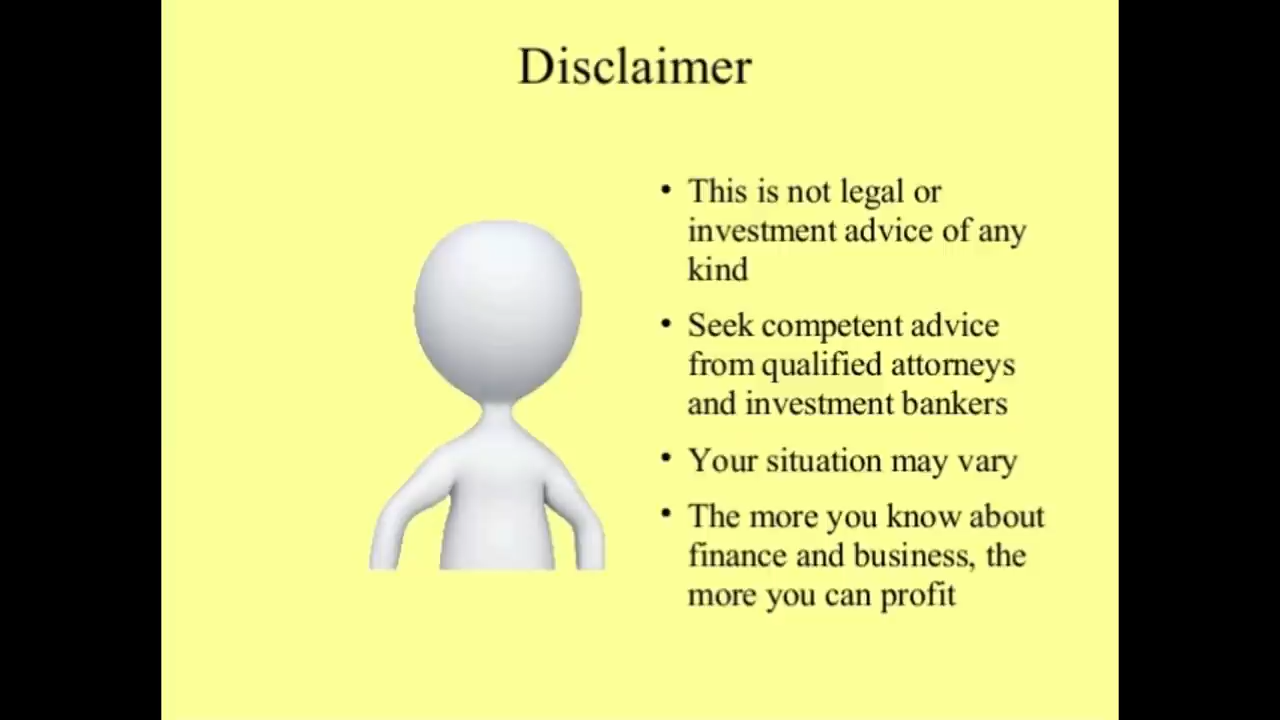 Disclaimer
• This is not legal or
investment advice of any
kind
• Seek competent advice
from qualified attorneys
and investment bankers
• Your situation may vary
• The more you know about
finance and business, the
more you can profit